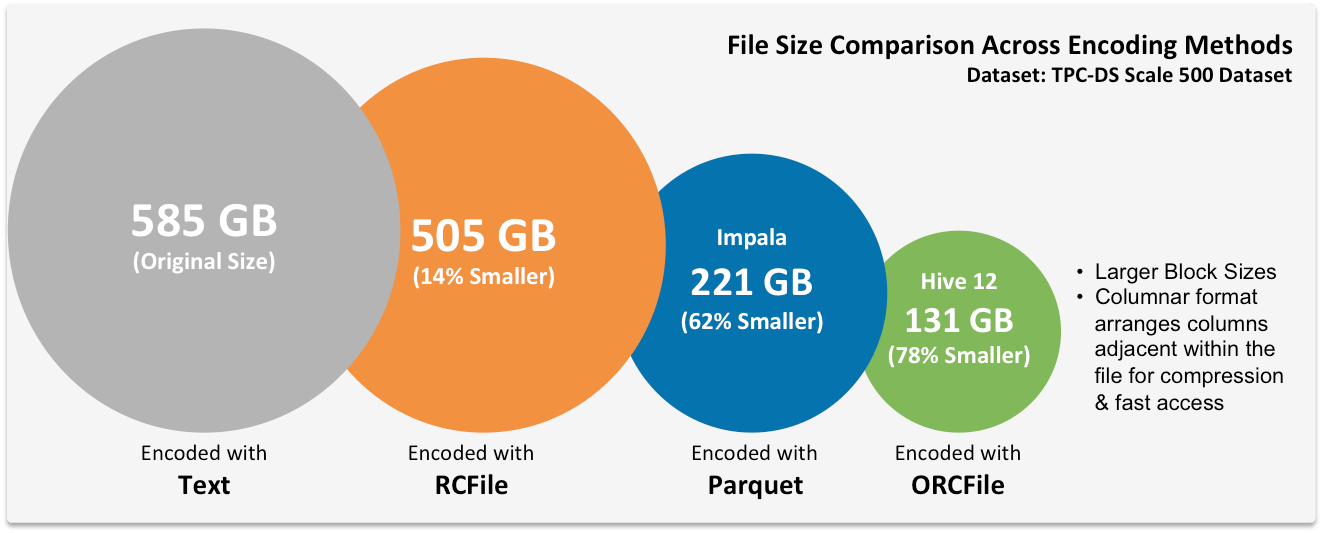 File Size Comparison Across Encoding Methods
Dataset: TPC-DS Scale 500 Dataset
585 GB
(Original Size)
505 GB
(14% Smaller)
Impala
221 GB
(62% Smaller)
Hive 12
131 GB
(78% Smaller)
• Larger Block Sizes
• Columnar format
arranges columns
adjacent within the
file for compression
& fast access
Encoded with
Text
Encoded with
RCFile
Encoded with
Parquet
Encoded with
ORCFile